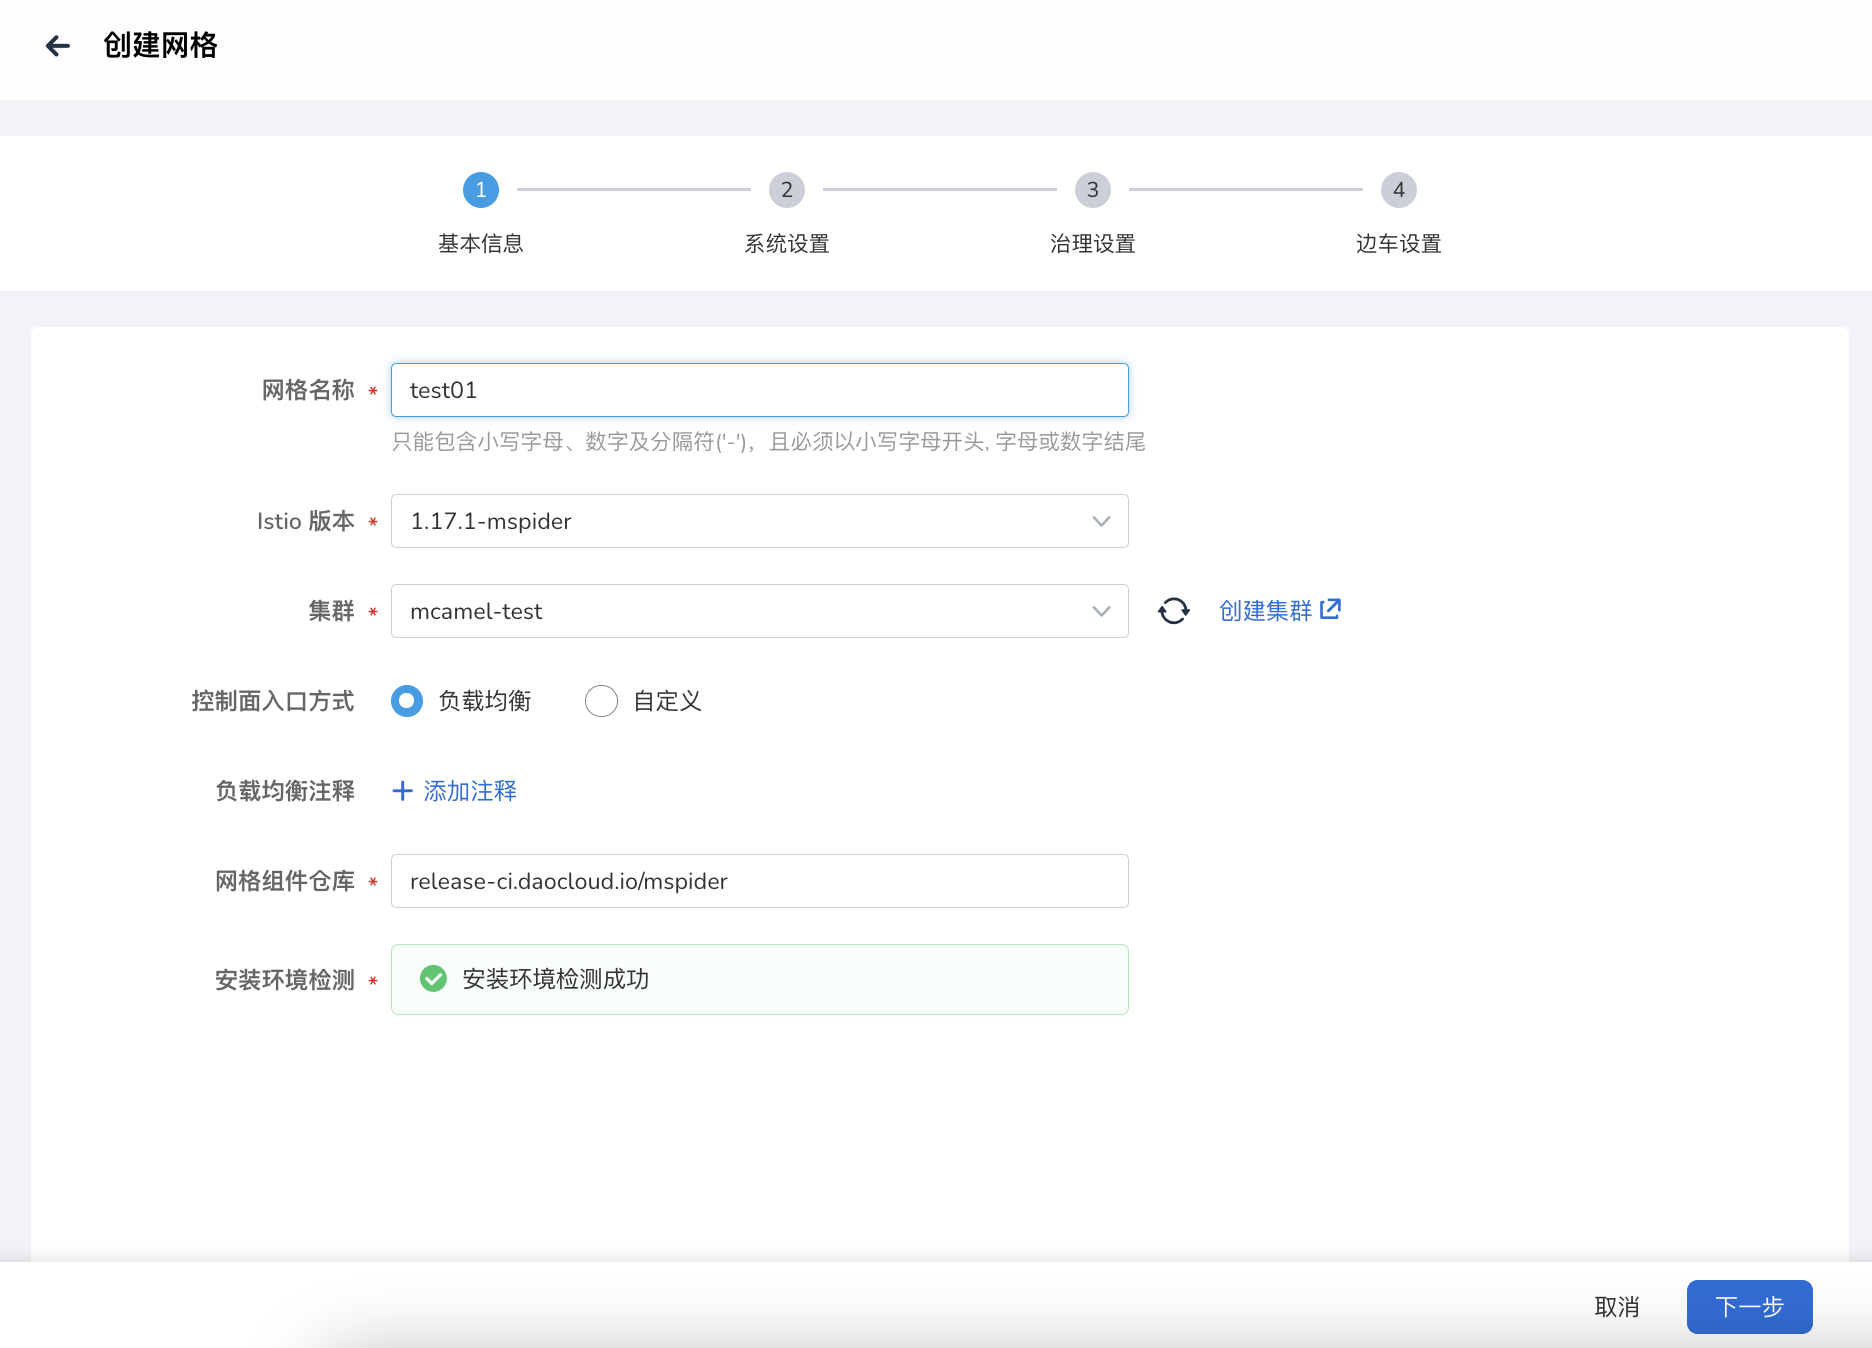 创建网格
1
2
3
4
基本信息
系统设置
治理设置
边车设置
网格名称 * test01
只能包含小写字母、数字及分隔符('-')，且必须以小写字母开头, 字母或数字结尾
Istio 版本 * 1.17.1-mspider
集群 * mcamel-test 创建集群
控制面入口方式 负载均衡 自定义
负载均衡注释 + 添加注释
网格组件仓库 * release-ci.daocloud.io/mspider
安装环境检测 * 安装环境检测成功
取消 下一步